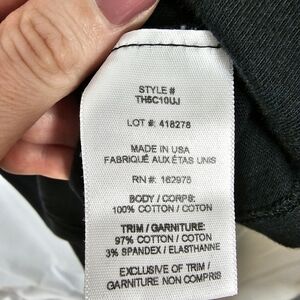 STYLE #
TH5C10UJ
LOT #: 418278
MADE IN USA
FABRIQUÉ AUX ÉTAS UNIS
RN #: 162978
BODY / CORPS:
100% COTTON / COTON
TRIM / GARNITURE:
97% COTTON / COTON
3% SPANDEX / ELASTHANNE
EXCLUSIVE OF TRIM /
GARNITURE NON COMPRIS